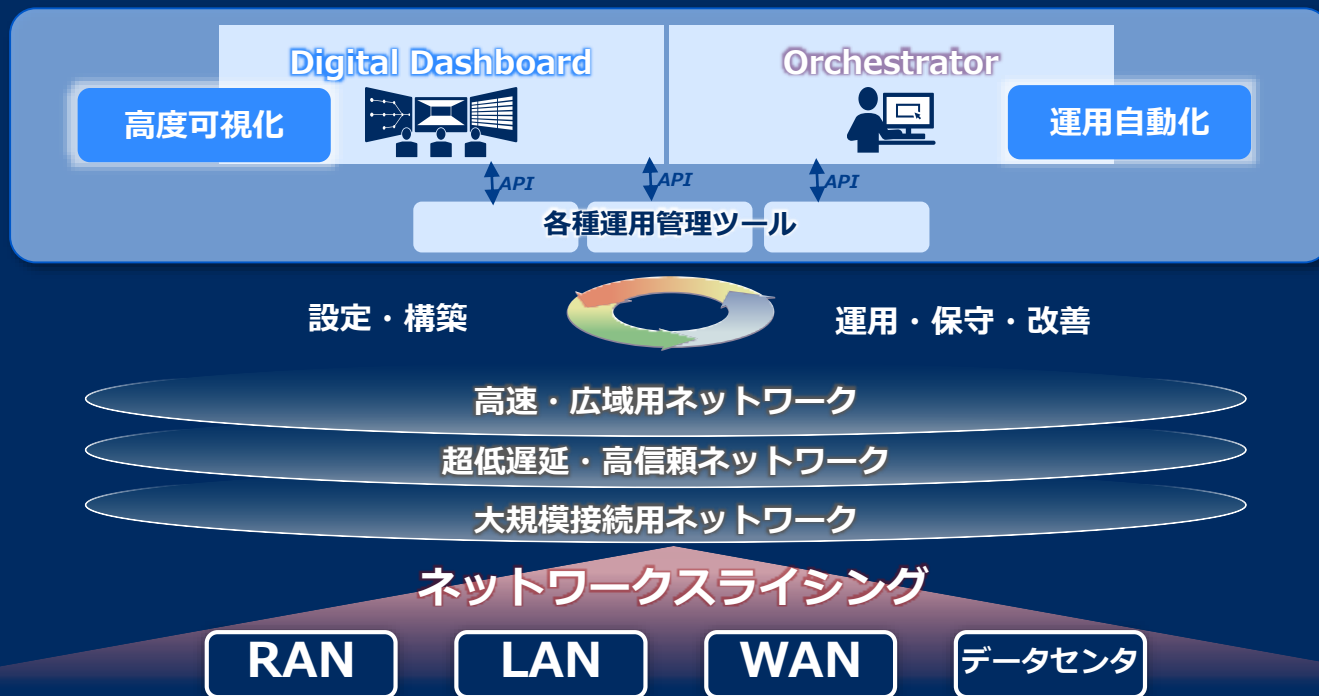 Digital Dashboard
Orchestrator
高度可視化
運用自動化
API
API
API
各種運用管理ツール
設定・構築
運用・保守・改善
高速・広域用ネットワーク
超低遅延・高信頼ネットワーク
大規模接続用ネットワーク
ネットワークスライシング
RAN
LAN
WAN
データセンタ